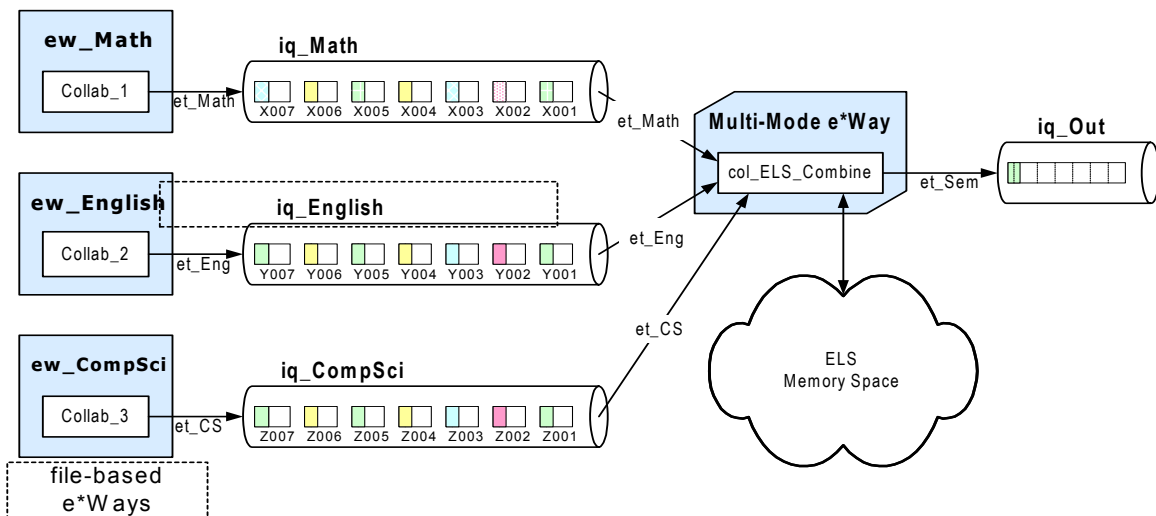 ew_Math
Collab_1
et_Math
iq_Math
X007 X006 X005 X004 X003 X002 X001
et_Math
Multi-Mode e*Way
col_ELS_Combine
et_Sem
iq_Out
ew_English
Collab_2
et_Eng
iq_English
Y007 Y006 Y005 Y004 Y003 Y002 Y001
et_Eng
ew_CompSci
Collab_3
et_CS
iq_CompSci
Z007 Z006 Z005 Z004 Z003 Z002 Z001
et_CS
ELS
Memory Space
file-based
e*Ways